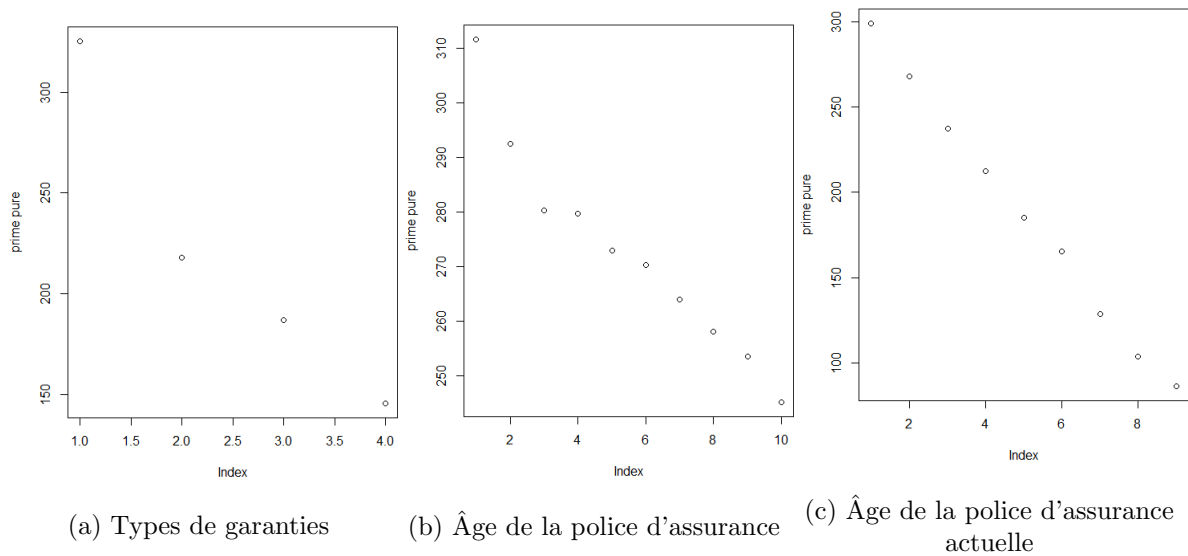 300
250
200
150
prime pure
1.0 1.5 2.0 2.5 3.0 3.5 4.0
Index
(a) Types de garanties
310
300
290
280
270
260
250
prime pure
2 4 6 8 10
Index
(b) Âge de la police d'assurance
300
250
200
150
100
prime pure
2 4 6 8
Index
(c) Âge de la police d'assurance
actuelle